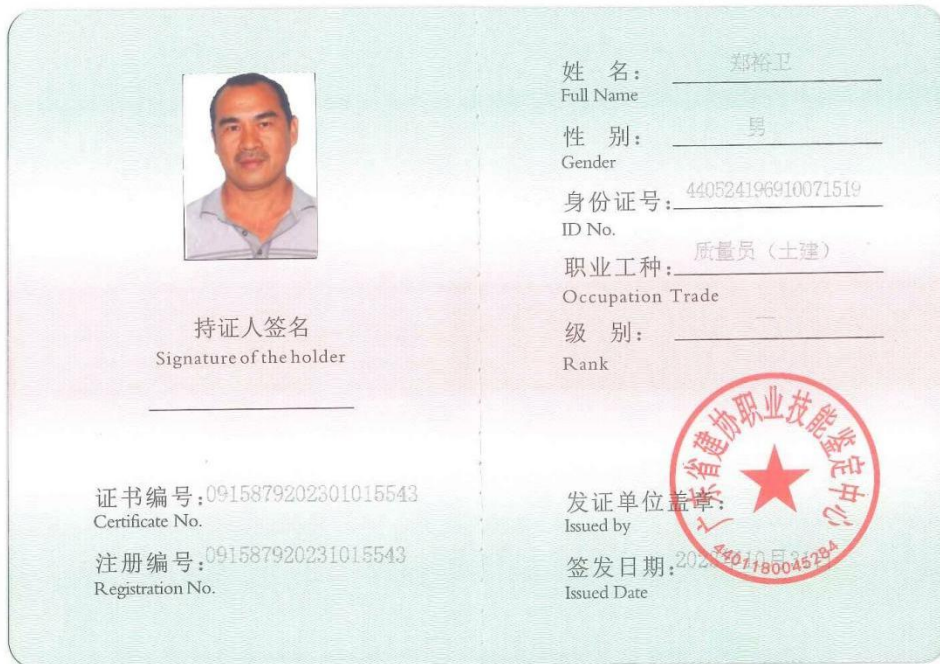 持证人签名
Signature of the holder
证书编号:0915879202301015543
Certificate No.
注册编号:091587920231015543
Registration No.
姓 名: 郑裕卫
Full Name
性 别: 男
Gender
身份证号: 440524196910071519
ID No.
职业工种: 质量员（土建）
Occupation Trade
级 别: 一
Rank
发证单位盖章:
Issued by
签发日期:
Issued Date
广东省建协职业技能鉴定中心
4401180045284